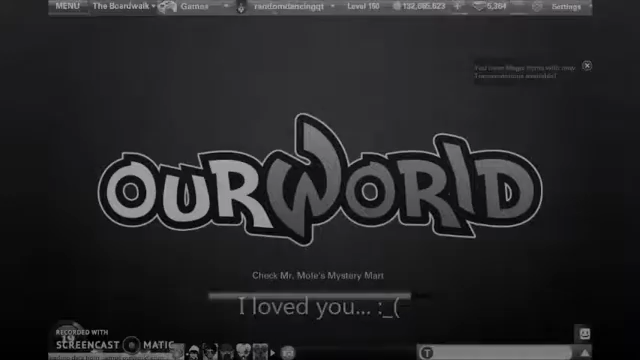 MENU The Boardwalk Games randomdancingqt Level 150 132,085,823 5,364 Settings
OURWORLD
Check Mr. Mole's Mystery Mart
I loved you... :_(
RECORDED WITH
SCREENCAST MATIC
T